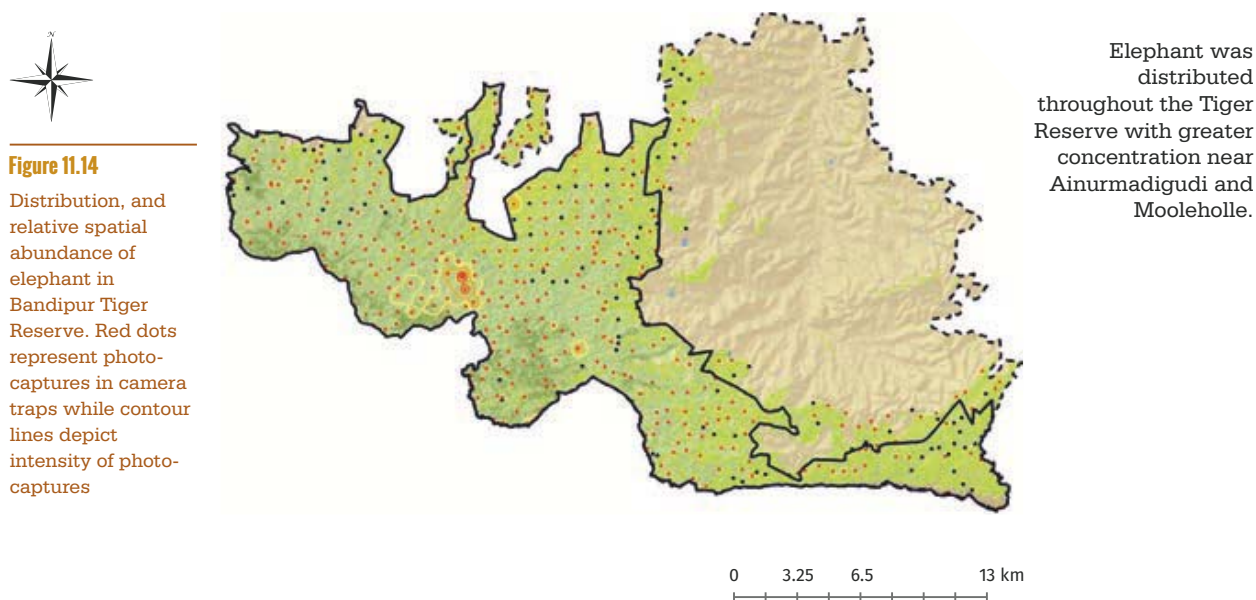 N
Figure 11.14
Distribution, and
relative spatial
abundance of
elephant in
Bandipur Tiger
Reserve. Red dots
represent photo-
captures in camera
traps while contour
lines depict
intensity of photo-
captures
Elephant was
distributed
throughout the Tiger
Reserve with greater
concentration near
Ainurmadigudi and
Mooleholle.
0 3.25 6.5 13 km